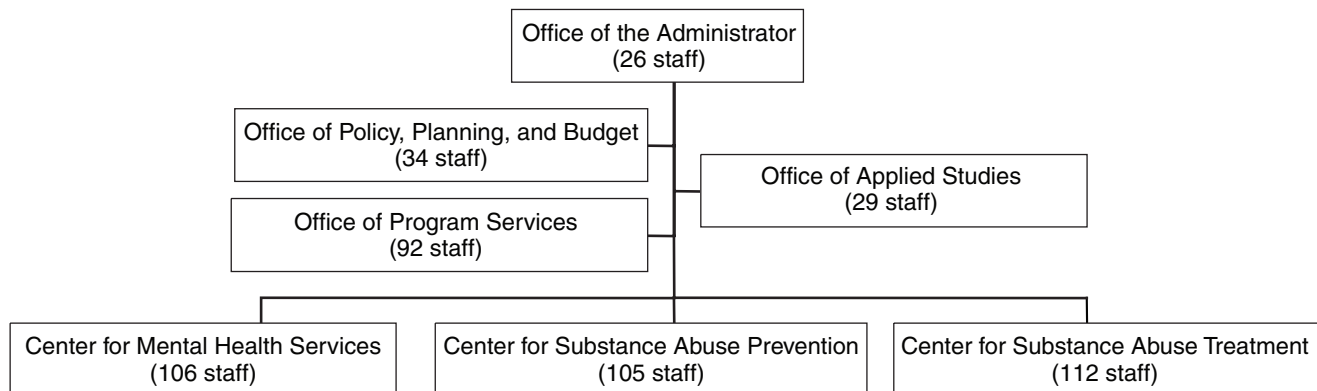 Office of the Administrator
(26 staff)
Office of Policy, Planning, and Budget
(34 staff)
Office of Applied Studies
(29 staff)
Office of Program Services
(92 staff)
Center for Mental Health Services
(106 staff)
Center for Substance Abuse Prevention
(105 staff)
Center for Substance Abuse Treatment
(112 staff)